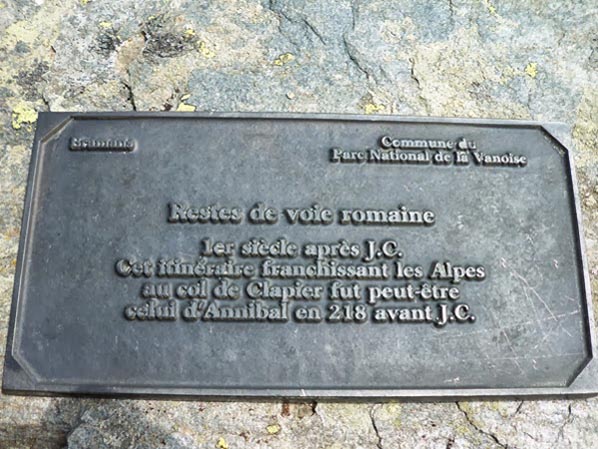 Bramans
Commune du
Parc National de la Vanoise
Restes de voie romaine
1er siècle après J.C.
Cet itinéraire franchissant les Alpes
au col de Clapier fut peut-être
celui d'Annibal en 218 avant J.C.